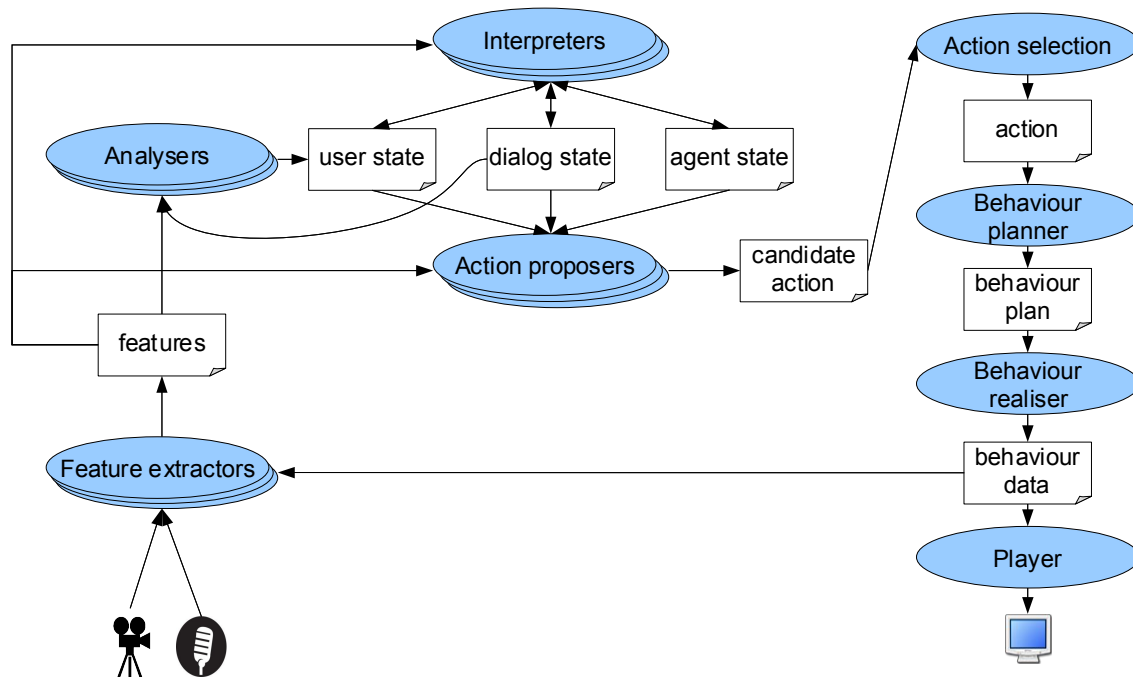 Interpreters
Action selection
action
Analysers
user state
dialog state
agent state
Behaviour
planner
Action proposers
candidate
action
behaviour
plan
features
Behaviour
realiser
Feature extractors
behaviour
data
Player